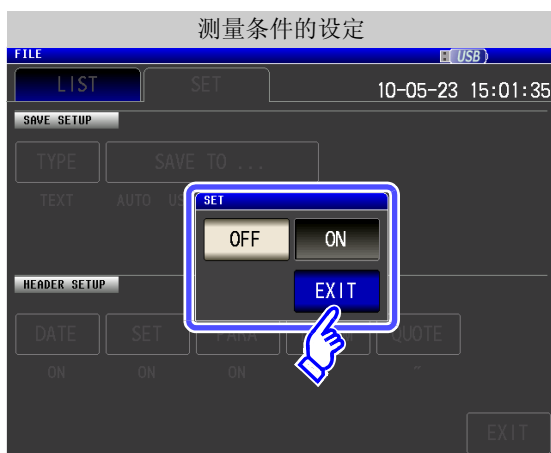 测量条件的设定
FILE
USB
LIST
SET
10-05-23 15:01:35
SAVE SETUP
TYPE
SAVE TO ...
TEXT
AUTO
SET
OFF
ON
EXIT
HEADER SETUP
DATE
SET
PARA
QUOTE
ON
ON
ON
EXIT